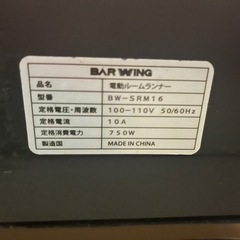 BARWING
品名 電動ルームランナー
型番 BW-SRM16
定格電圧・周波数 100-110V 50/60Hz
定格電流 10A
定格消費電力 750W
製造国 MADE IN CHINA